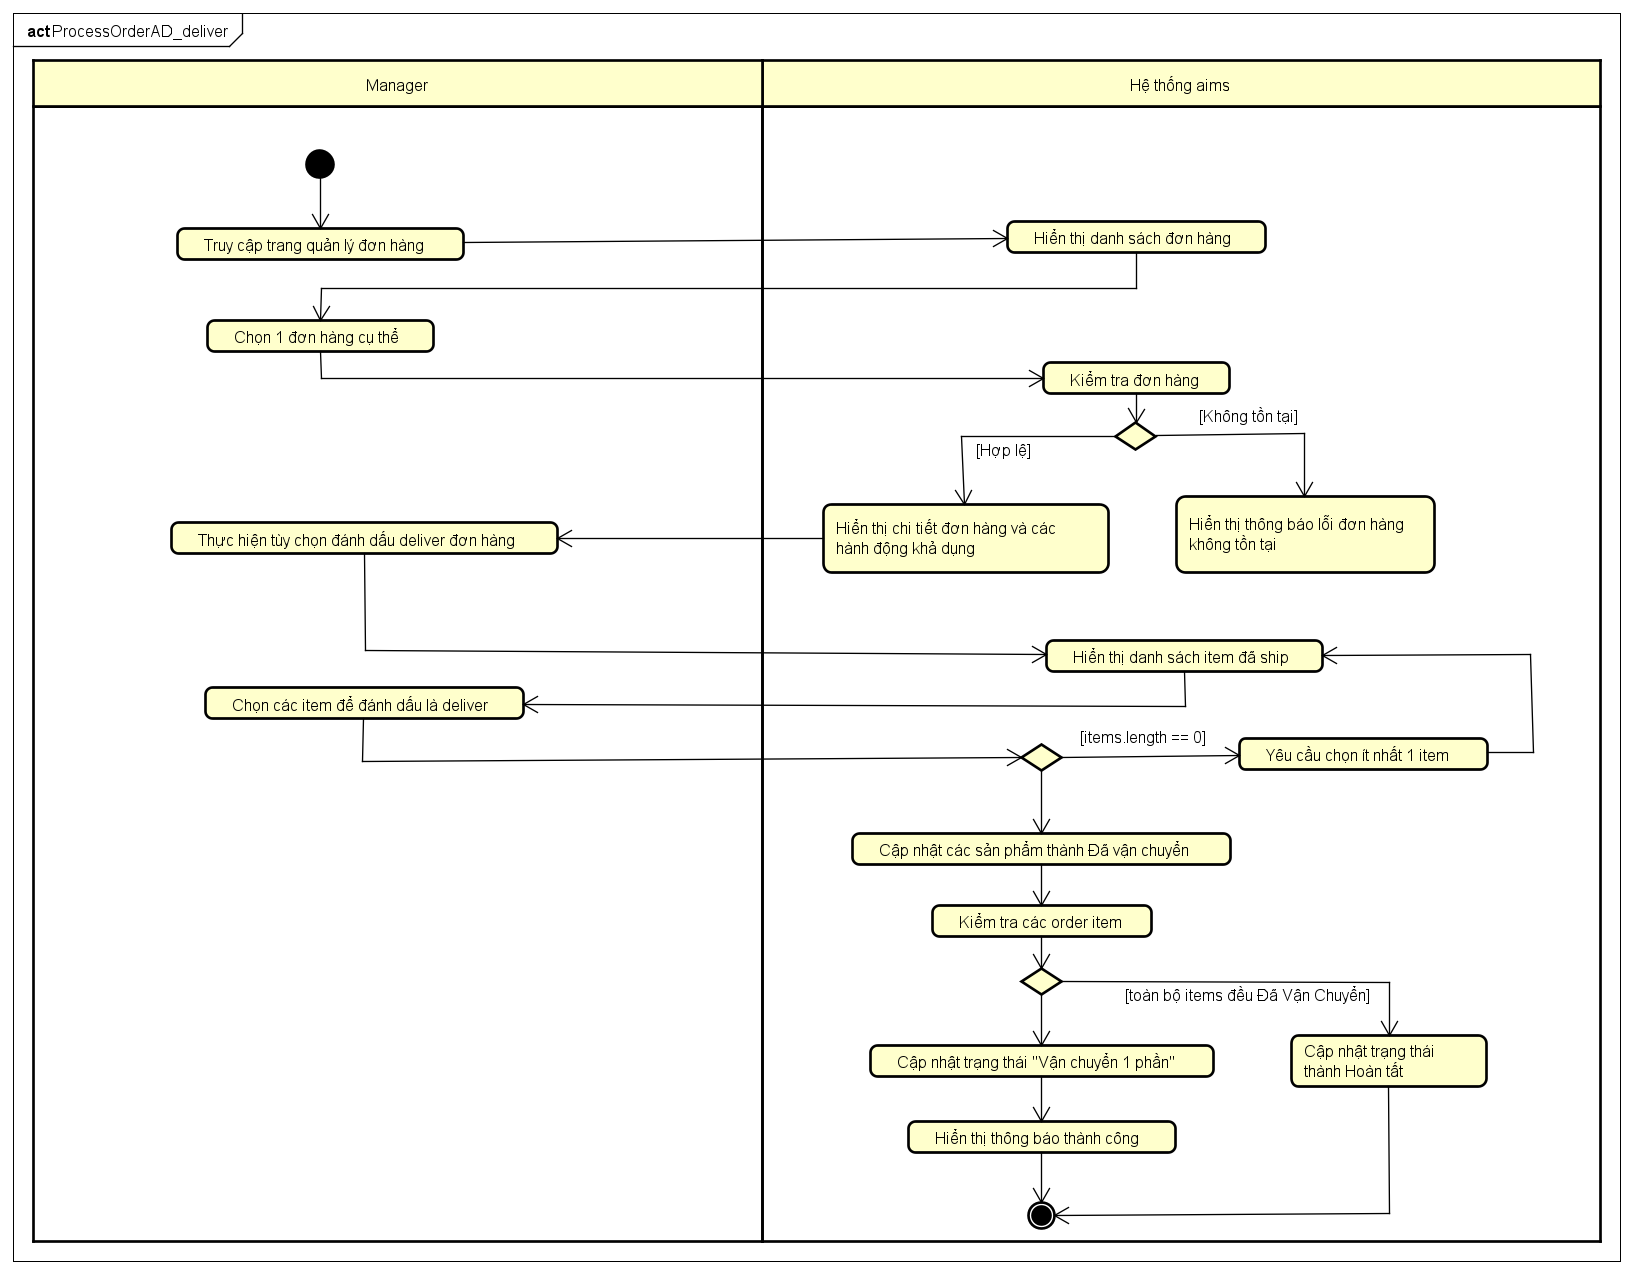 actProcessOrderAD_deliver
Manager
Hệ thống aims
Truy cập trang quản lý đơn hàng
Hiển thị danh sách đơn hàng
Chọn 1 đơn hàng cụ thể
Kiểm tra đơn hàng
[Không tồn tại]
[Hợp lệ]
Hiển thị chi tiết đơn hàng và các
hành động khả dụng
Hiển thị thông báo lỗi đơn hàng
không tồn tại
Thực hiện tùy chọn đánh dấu deliver đơn hàng
Hiển thị danh sách item đã ship
Chọn các item để đánh dấu là deliver
[items.length == 0]
Yêu cầu chọn ít nhất 1 item
Cập nhật các sản phẩm thành Đã vận chuyển
Kiểm tra các order item
[toàn bộ items đều Đã Vận Chuyển]
Cập nhật trạng thái
thành Hoàn tất
Cập nhật trạng thái "Vận chuyển 1 phần"
Hiển thị thông báo thành công